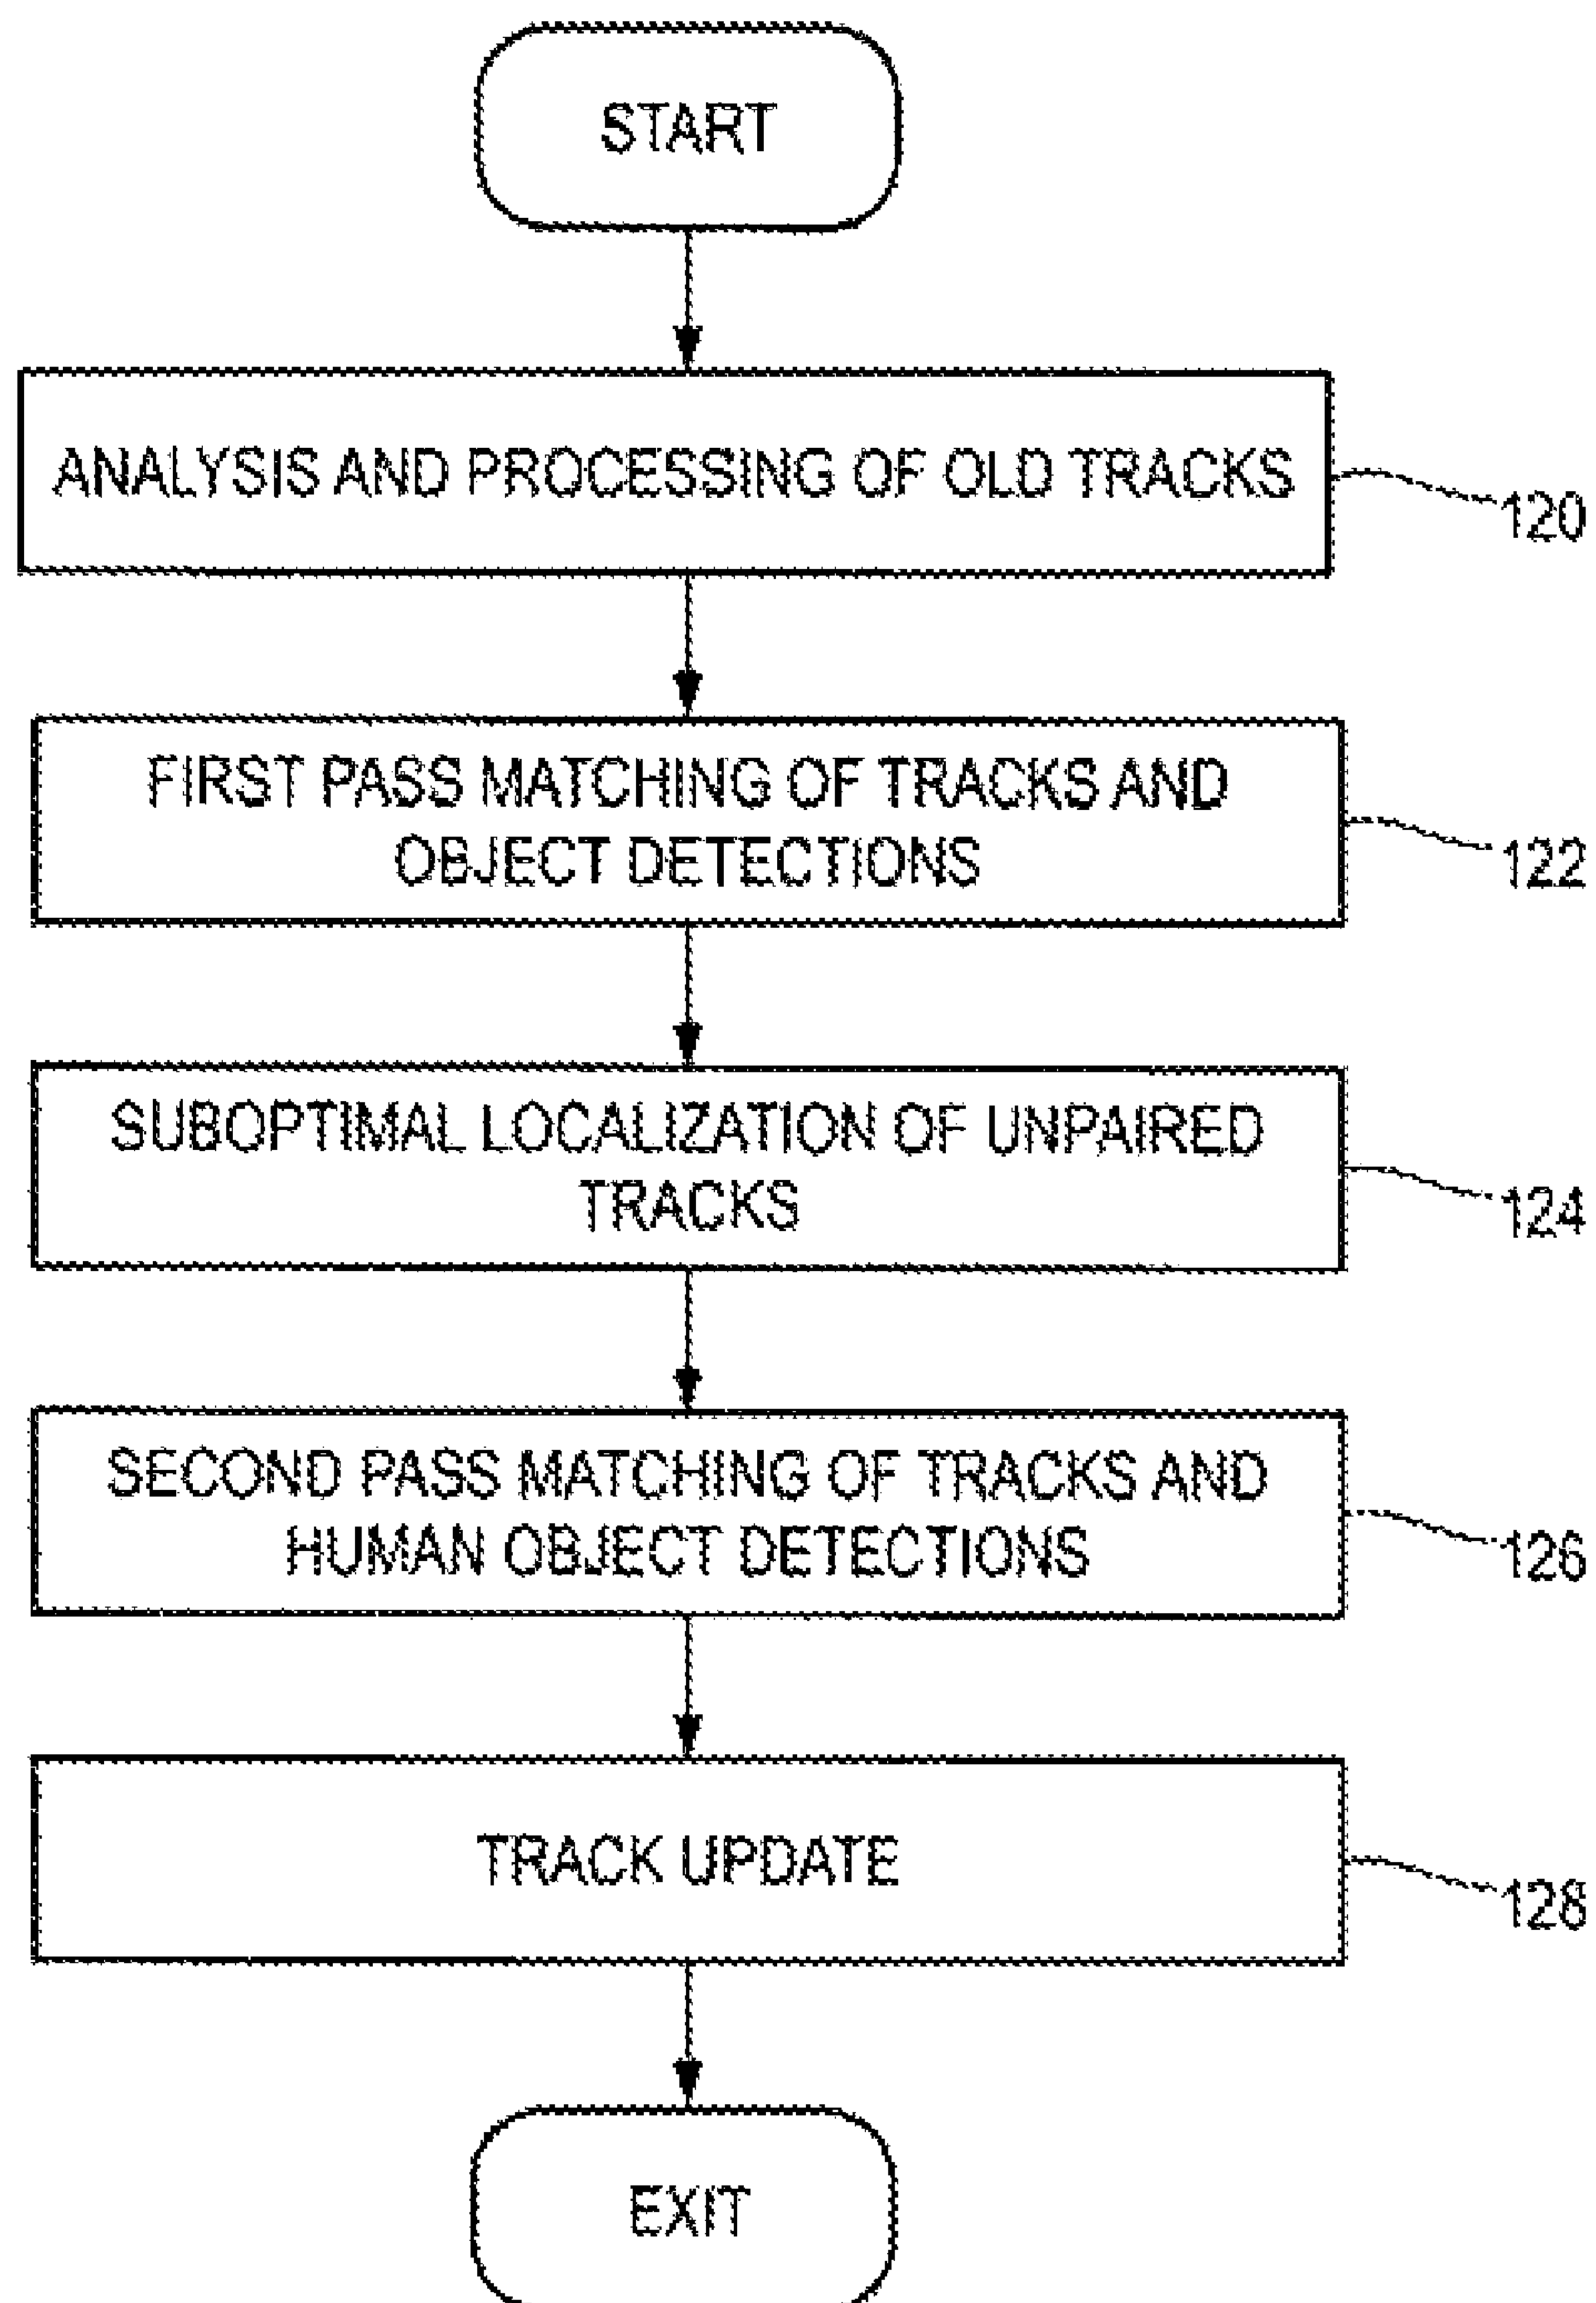 START
ANALYSIS AND PROCESSING OF OLD TRACKS
120
FIRST PASS MATCHING OF TRACKS AND
OBJECT DETECTIONS
122
SUBOPTIMAL LOCALIZATION OF UNPAIRED
TRACKS
124
SECOND PASS MATCHING OF TRACKS AND
HUMAN OBJECT DETECTIONS
126
TRACK UPDATE
128
EXIT